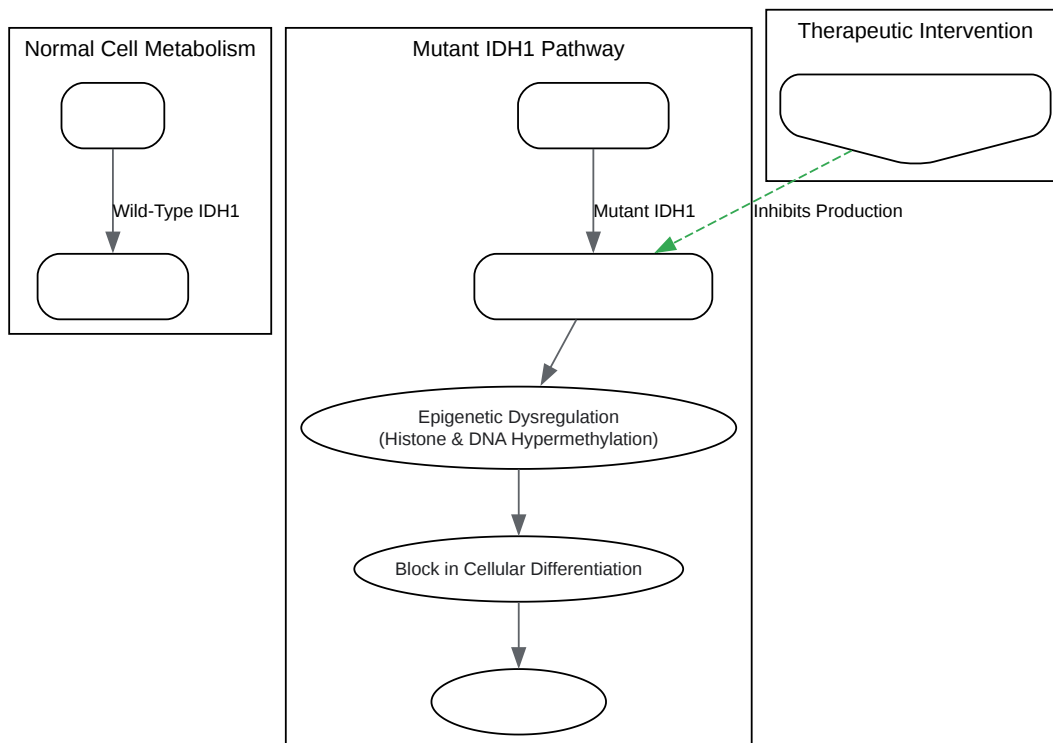 Normal Cell Metabolism
Wild-Type IDH1
Mutant IDH1 Pathway
Mutant IDH1
Epigenetic Dysregulation
(Histone & DNA Hypermethylation)
Block in Cellular Differentiation
Therapeutic Intervention
Inhibits Production